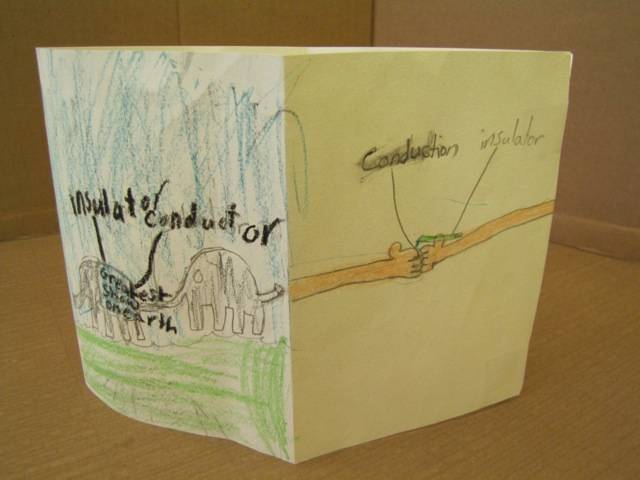 insulator
conductor
Greatest
Show
on earth
Conduction
insulator